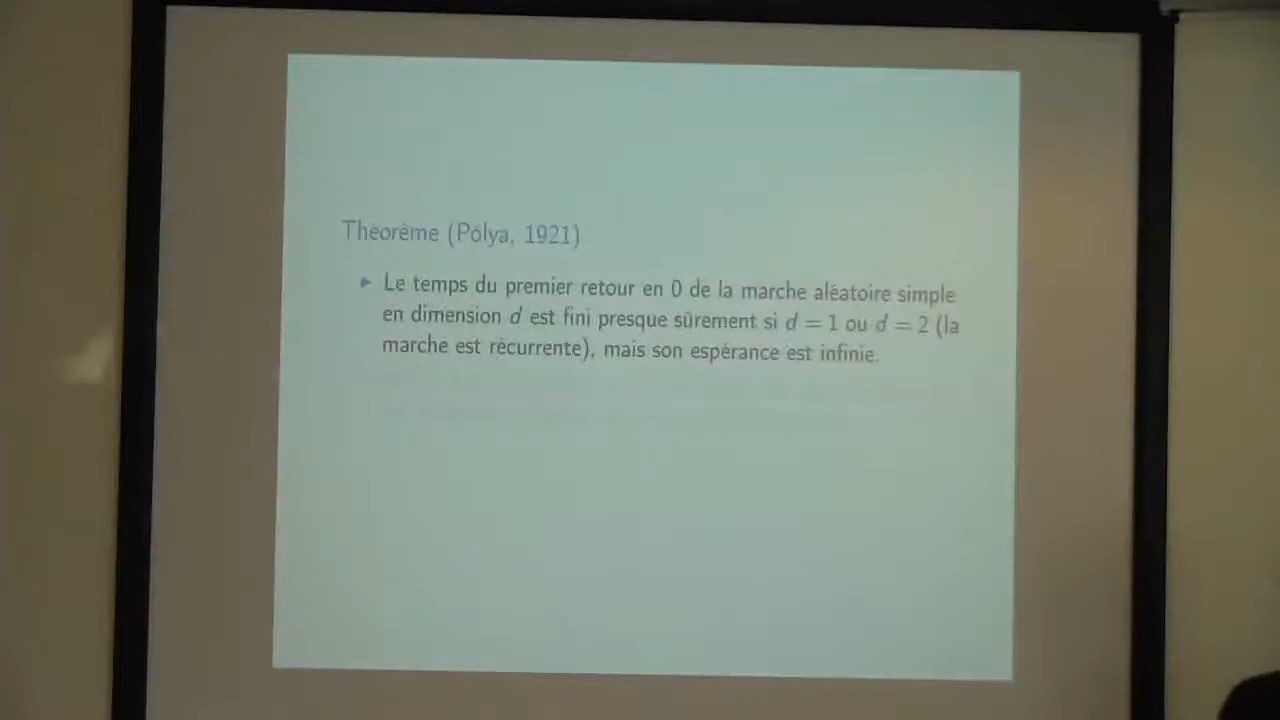 Théorème (Pólya, 1921)
Le temps du premier retour en 0 de la marche aléatoire simple
en dimension d est fini presque sûrement si d = 1 ou d = 2 (la
marche est récurrente), mais son espérance est infinie.